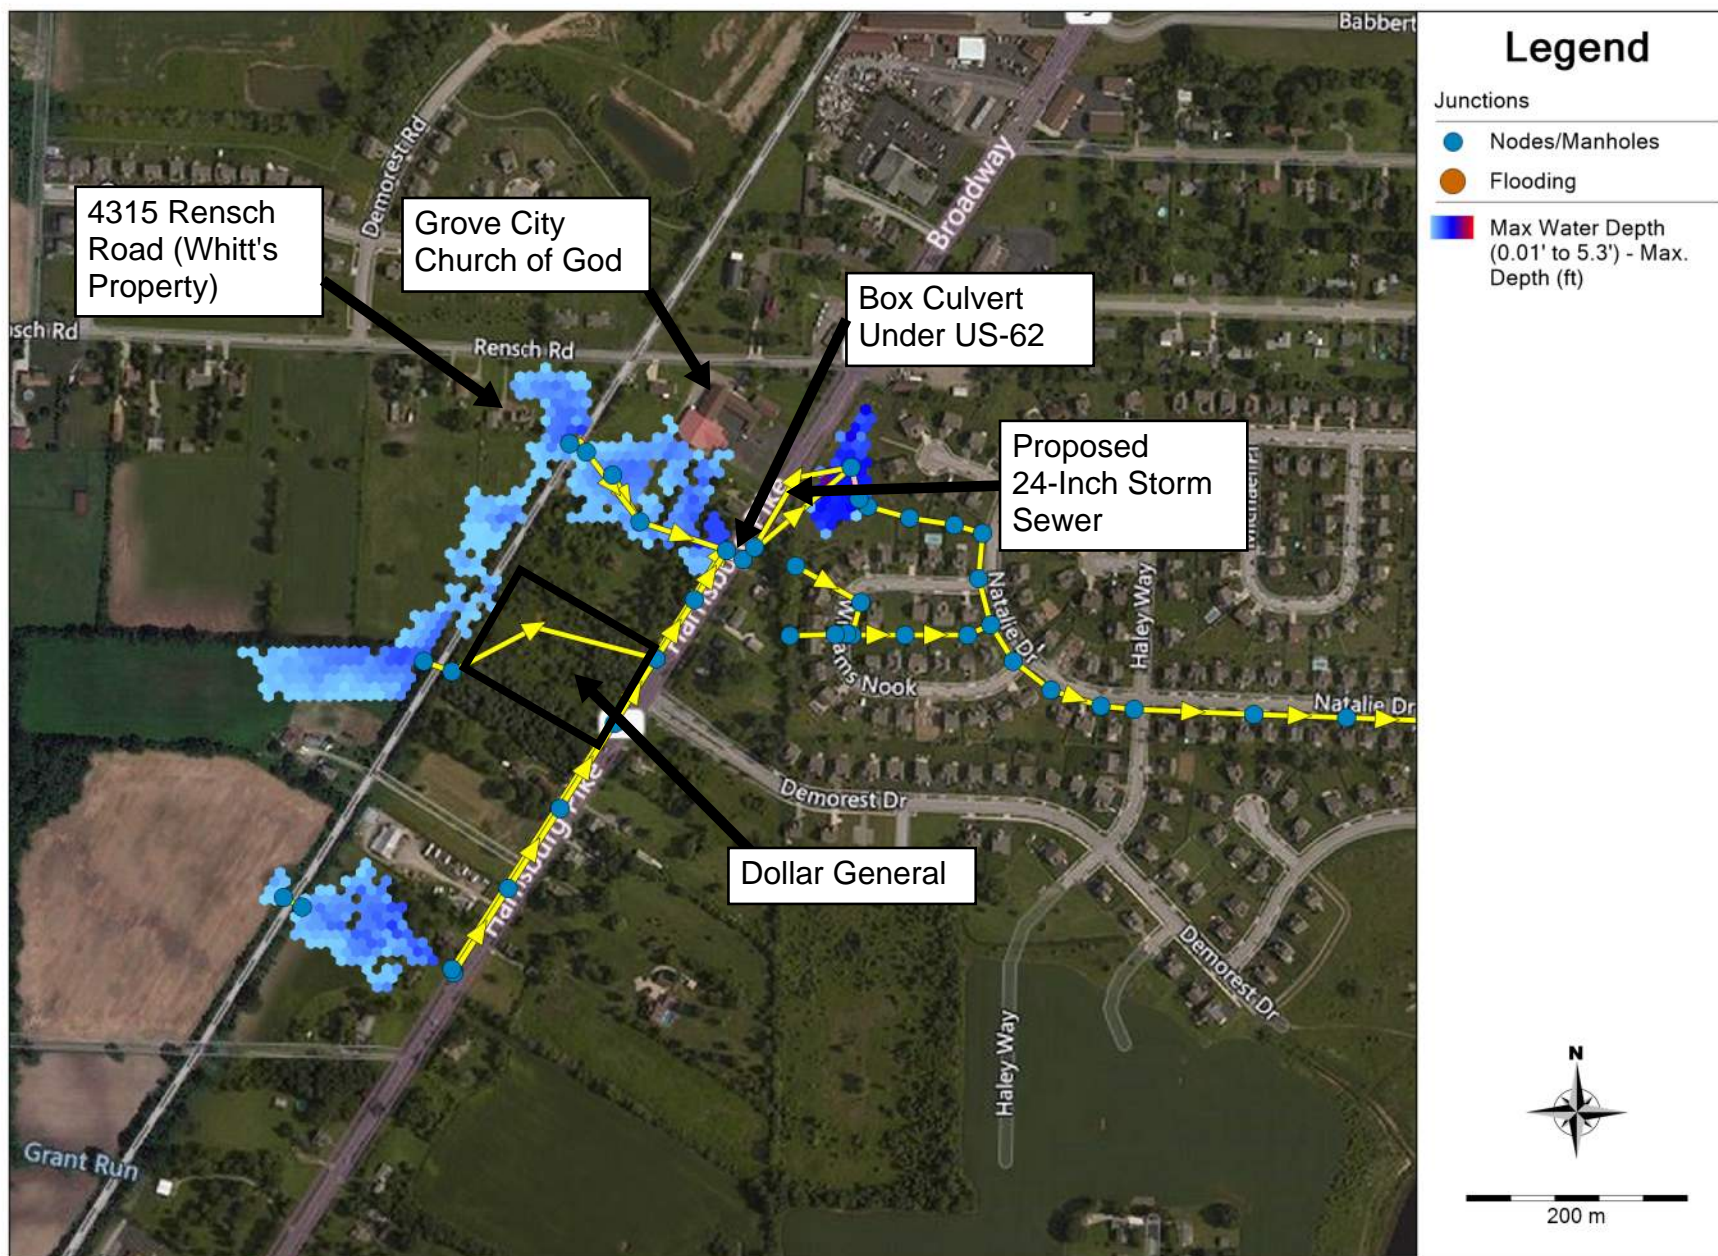 Babbert
Legend
Junctions
Nodes/Manholes
Flooding
Max Water Depth
(0.01' to 5.3') - Max.
Depth (ft)
Demorest Rd
Broadway
4315 Rensch
Road (Whitt's
Property)
Grove City
Church of God
Box Culvert
Under US-62
nsch Rd
Rensch Rd
Proposed
24-Inch Storm
Sewer
Pike
Natalie Dr
Haley Way
ams Nook
Natalie Dr
Demorest Dr
Dollar General
Demorest Dr
Haley Way
Grant Run
N
200 m